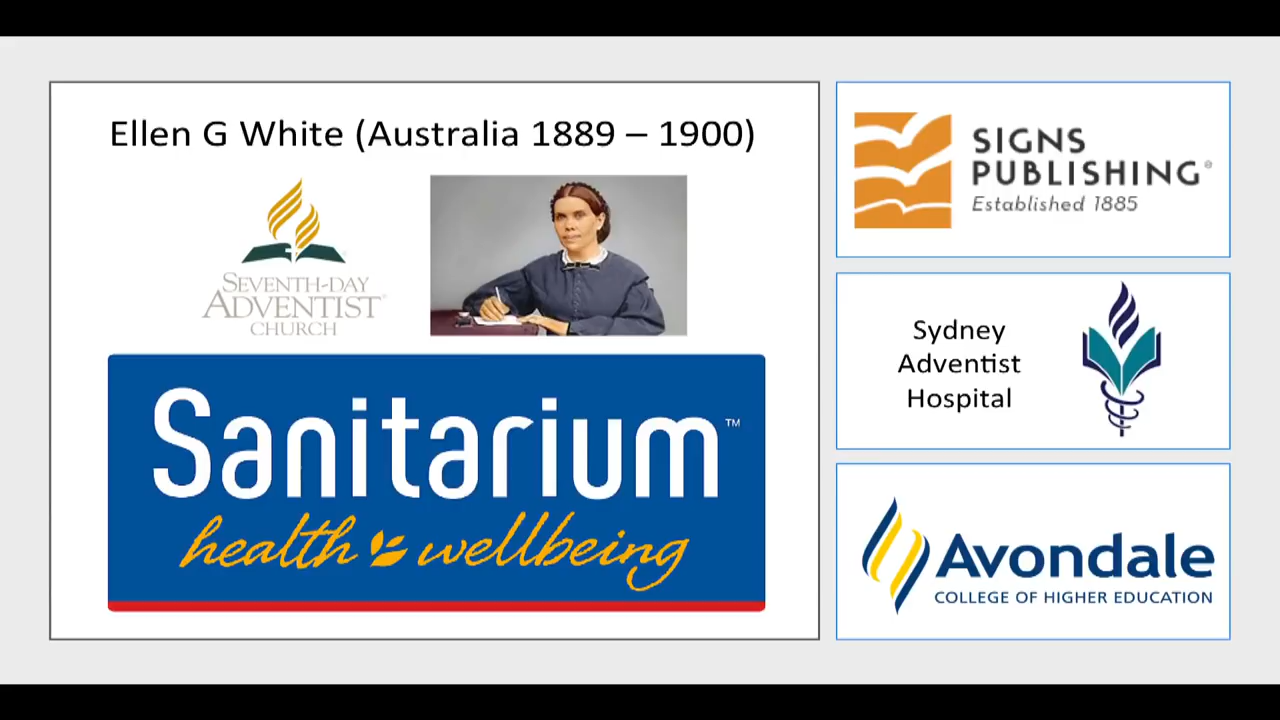 Ellen G White (Australia 1889 – 1900)
SEVENTH-DAY
ADVENTIST®
CHURCH
Sanitarium™
health wellbeing
SIGNS
PUBLISHING®
Established 1885
Sydney
Adventist
Hospital
Avondale
COLLEGE OF HIGHER EDUCATION